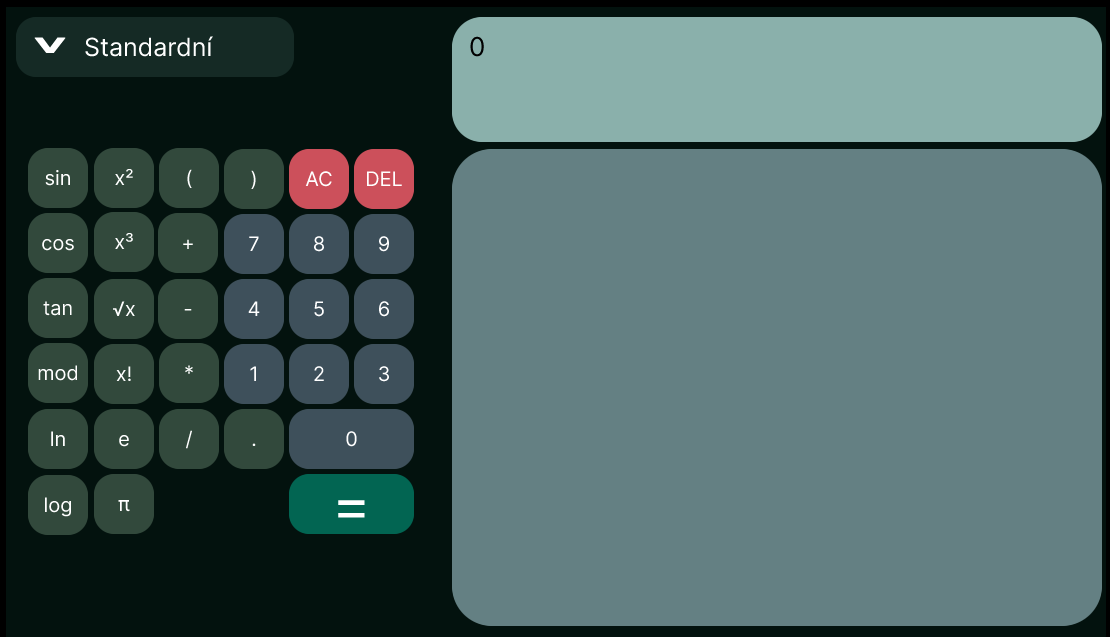 Standardní
0
sin x² ( ) AC DEL
cos x³ + 7 8 9
tan √x - 4 5 6
mod x! * 1 2 3
ln e / . 0
log π =